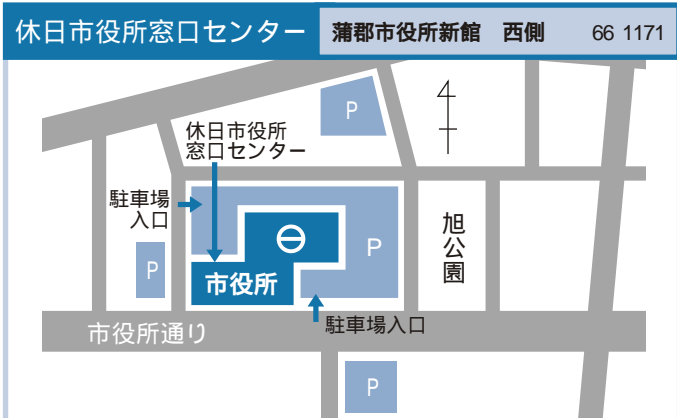 休日市役所窓口センター
蒲郡市役所新館 西側 66 1171
P
休日市役所
窓口センター
駐車場
入口
P
旭公園
P
市役所
駐車場入口
市役所通り
P